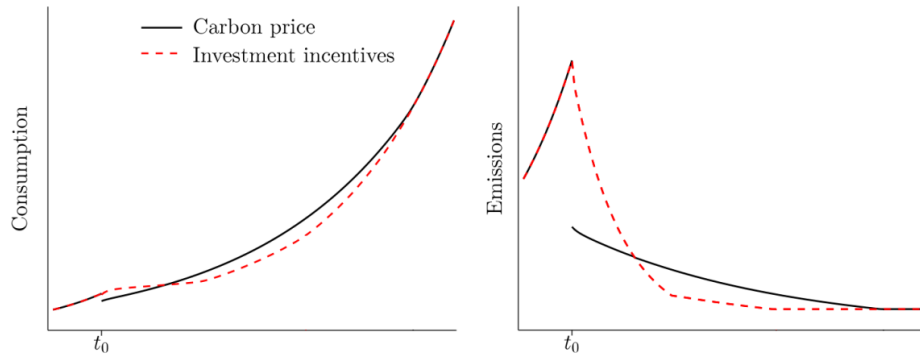 Carbon price
Investment incentives
Consumption
t₀
Emissions
t₀